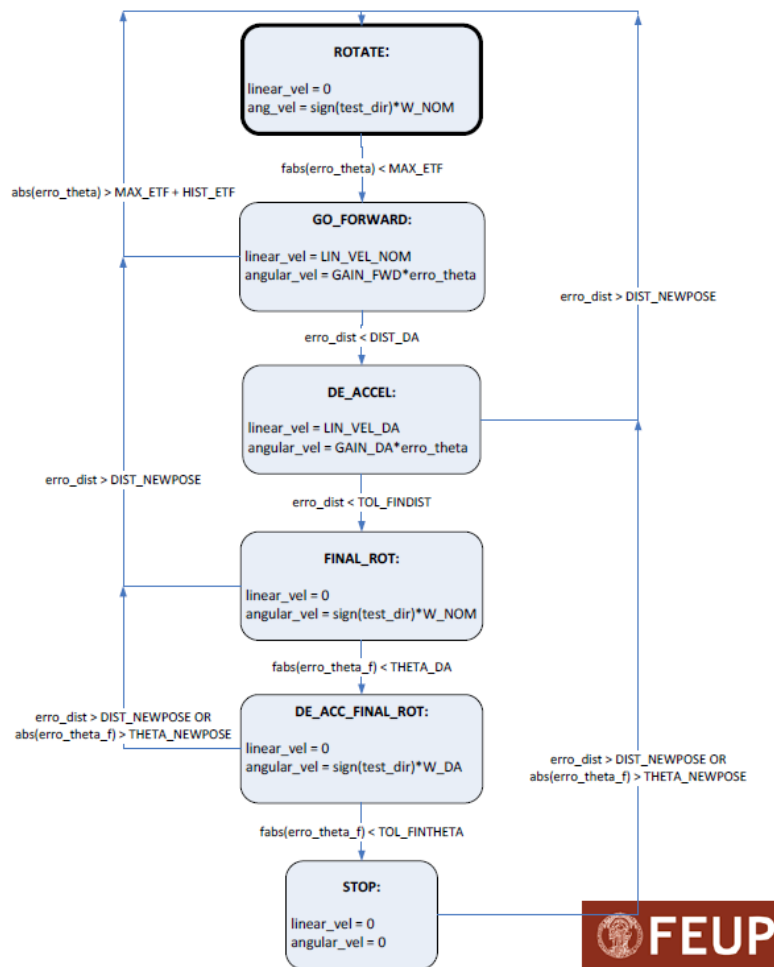 ROTATE:
linear_vel = 0
ang_vel = sign(test_dir)*W_NOM
fabs(erro_theta) < MAX_ETF
abs(erro_theta) > MAX_ETF + HIST_ETF
GO_FORWARD:
linear_vel = LIN_VEL_NOM
angular_vel = GAIN_FWD*erro_theta
erro_dist > DIST_NEWPOSE
erro_dist < DIST_DA
DE_ACCEL:
linear_vel = LIN_VEL_DA
angular_vel = GAIN_DA*erro_theta
erro_dist > DIST_NEWPOSE
erro_dist < TOL_FINDIST
FINAL_ROT:
linear_vel = 0
angular_vel = sign(test_dir)*W_NOM
fabs(erro_theta_f) < THETA_DA
erro_dist > DIST_NEWPOSE OR
abs(erro_theta_f) > THETA_NEWPOSE
DE_ACC_FINAL_ROT:
linear_vel = 0
angular_vel = sign(test_dir)*W_DA
erro_dist > DIST_NEWPOSE OR
abs(erro_theta_f) > THETA_NEWPOSE
fabs(erro_theta_f) < TOL_FINTHETA
STOP:
linear_vel = 0
angular_vel = 0
FEUP